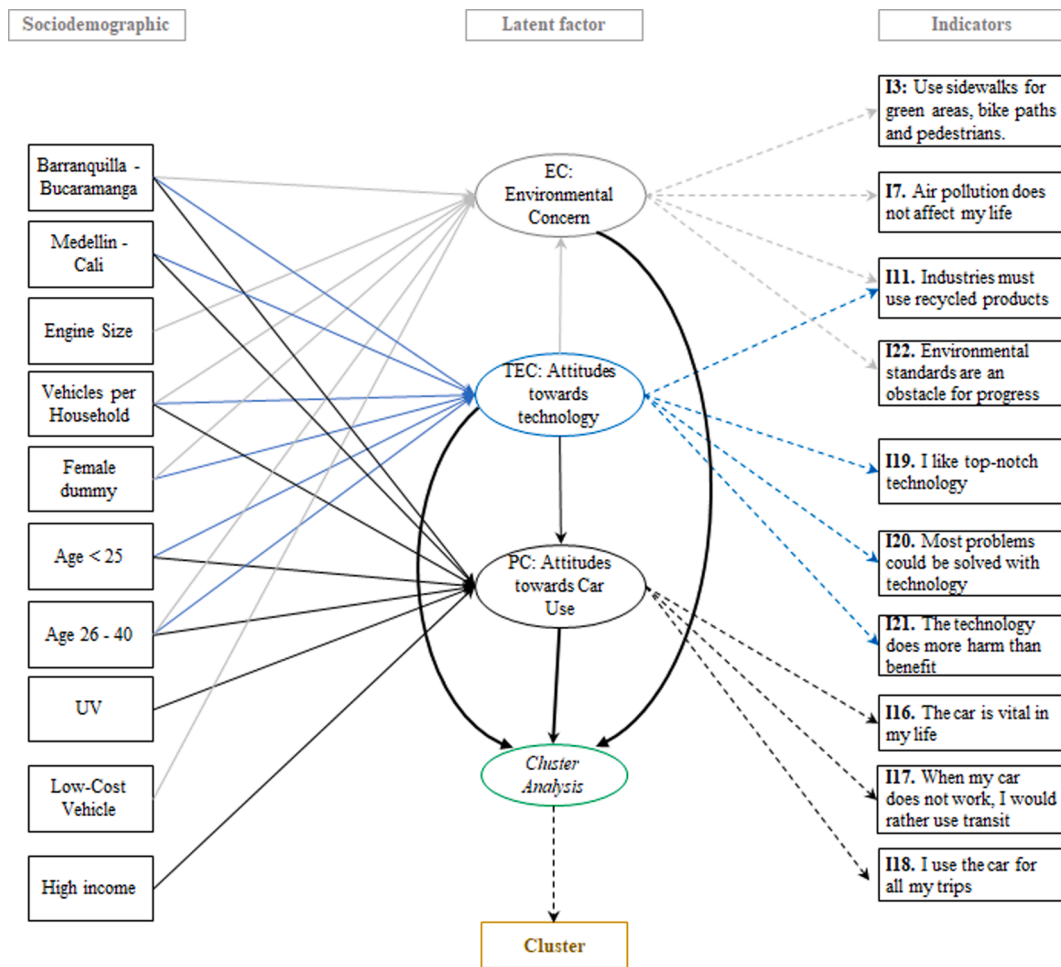 Sociodemographic
Latent factor
Indicators
Barranquilla -
Bucaramanga
Medellin -
Cali
Engine Size
Vehicles per
Household
Female
dummy
Age < 25
Age 26 - 40
UV
Low-Cost
Vehicle
High income
EC:
Environmental
Concern
TEC: Attitudes
towards
technology
PC: Attitudes
towards Car
Use
Cluster
Analysis
Cluster
I3: Use sidewalks for
green areas, bike paths
and pedestrians.
I7. Air pollution does
not affect my life
I11. Industries must
use recycled products
I22. Environmental
standards are an
obstacle for progress
I19. I like top-notch
technology
I20. Most problems
could be solved with
technology
I21. The technology
does more harm than
benefit
I16. The car is vital in
my life
I17. When my car
does not work, I would
rather use transit
I18. I use the car for
all my trips